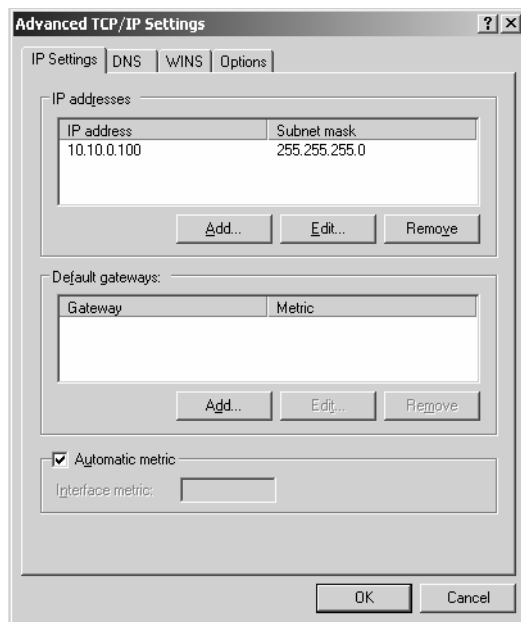 Advanced TCP/IP Settings
IP Settings DNS WINS Options
IP addresses
IP address Subnet mask
10.10.0.100 255.255.255.0
Add... Edit... Remove
Default gateways:
Gateway Metric
Add... Edit... Remove
Automatic metric
Interface metric:
OK Cancel